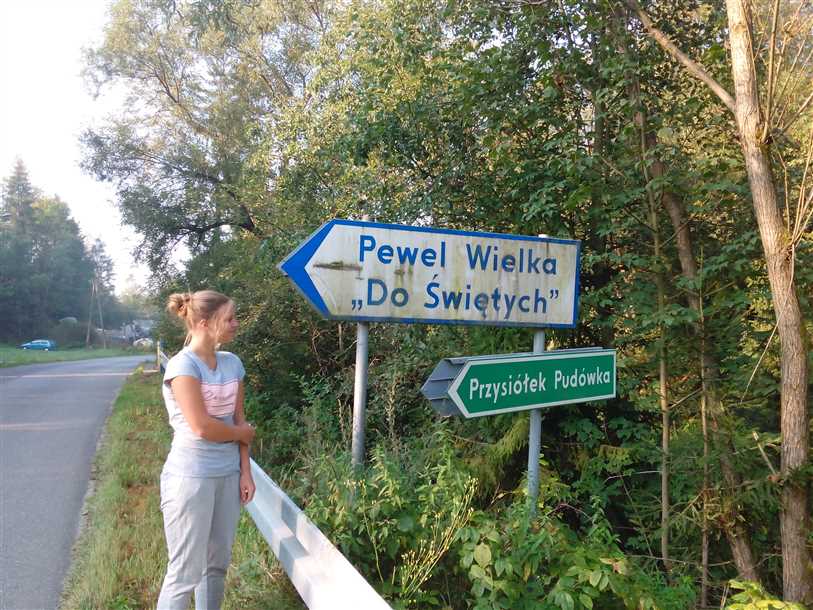 Pewel Wielka
„Do Świętych”
Przysiółek Pudówka